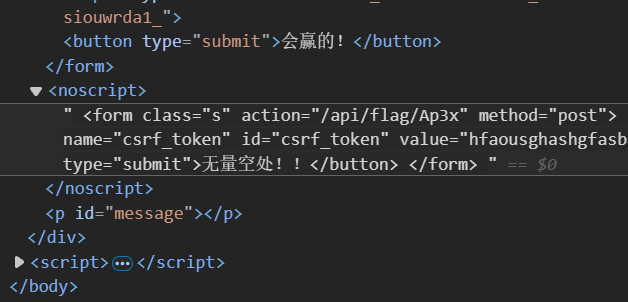 siouwrda1_">
<button type="submit">会赢的！</button>
</form>
<noscript>
" <form class="s" action="/api/flag/Ap3x" method="post">
name="csrf_token" id="csrf_token" value="hfaousghashgfasb
type="submit">无量空处！！</button> </form> " == $0
</noscript>
<p id="message"></p>
</div>
<script>…</script>
</body>